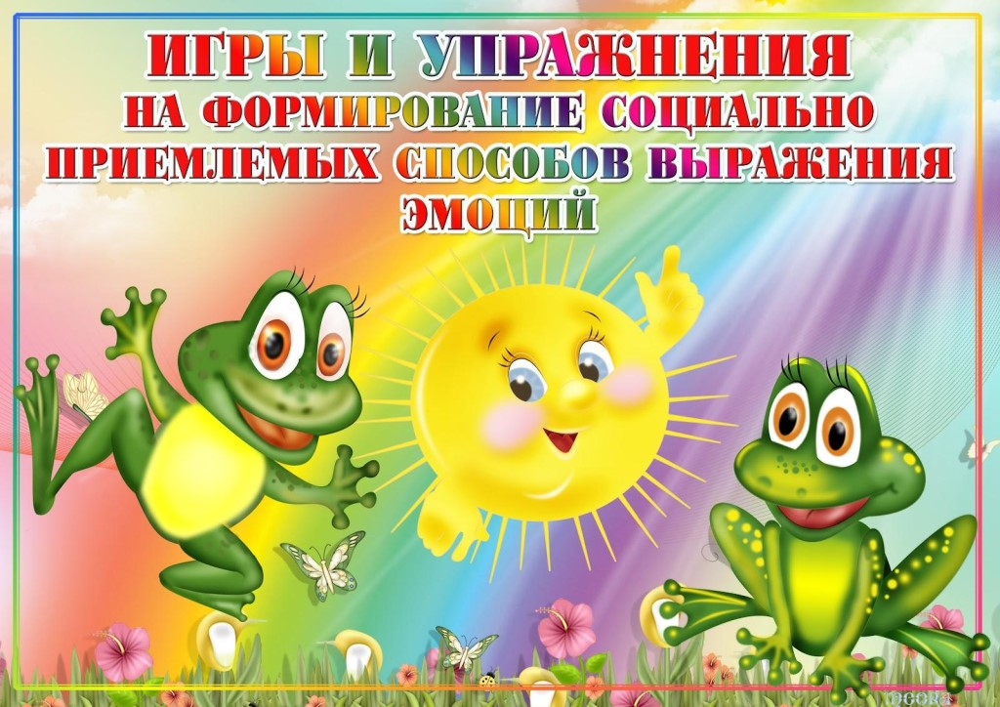 ИГРЫ И УПРАЖНЕНИЯ
НА ФОРМИРОВАНИЕ СОЦИАЛЬНО
ПРИЕМЛЕМЫХ СПОСОБОВ ВЫРАЖЕНИЯ
ЭМОЦИЙ